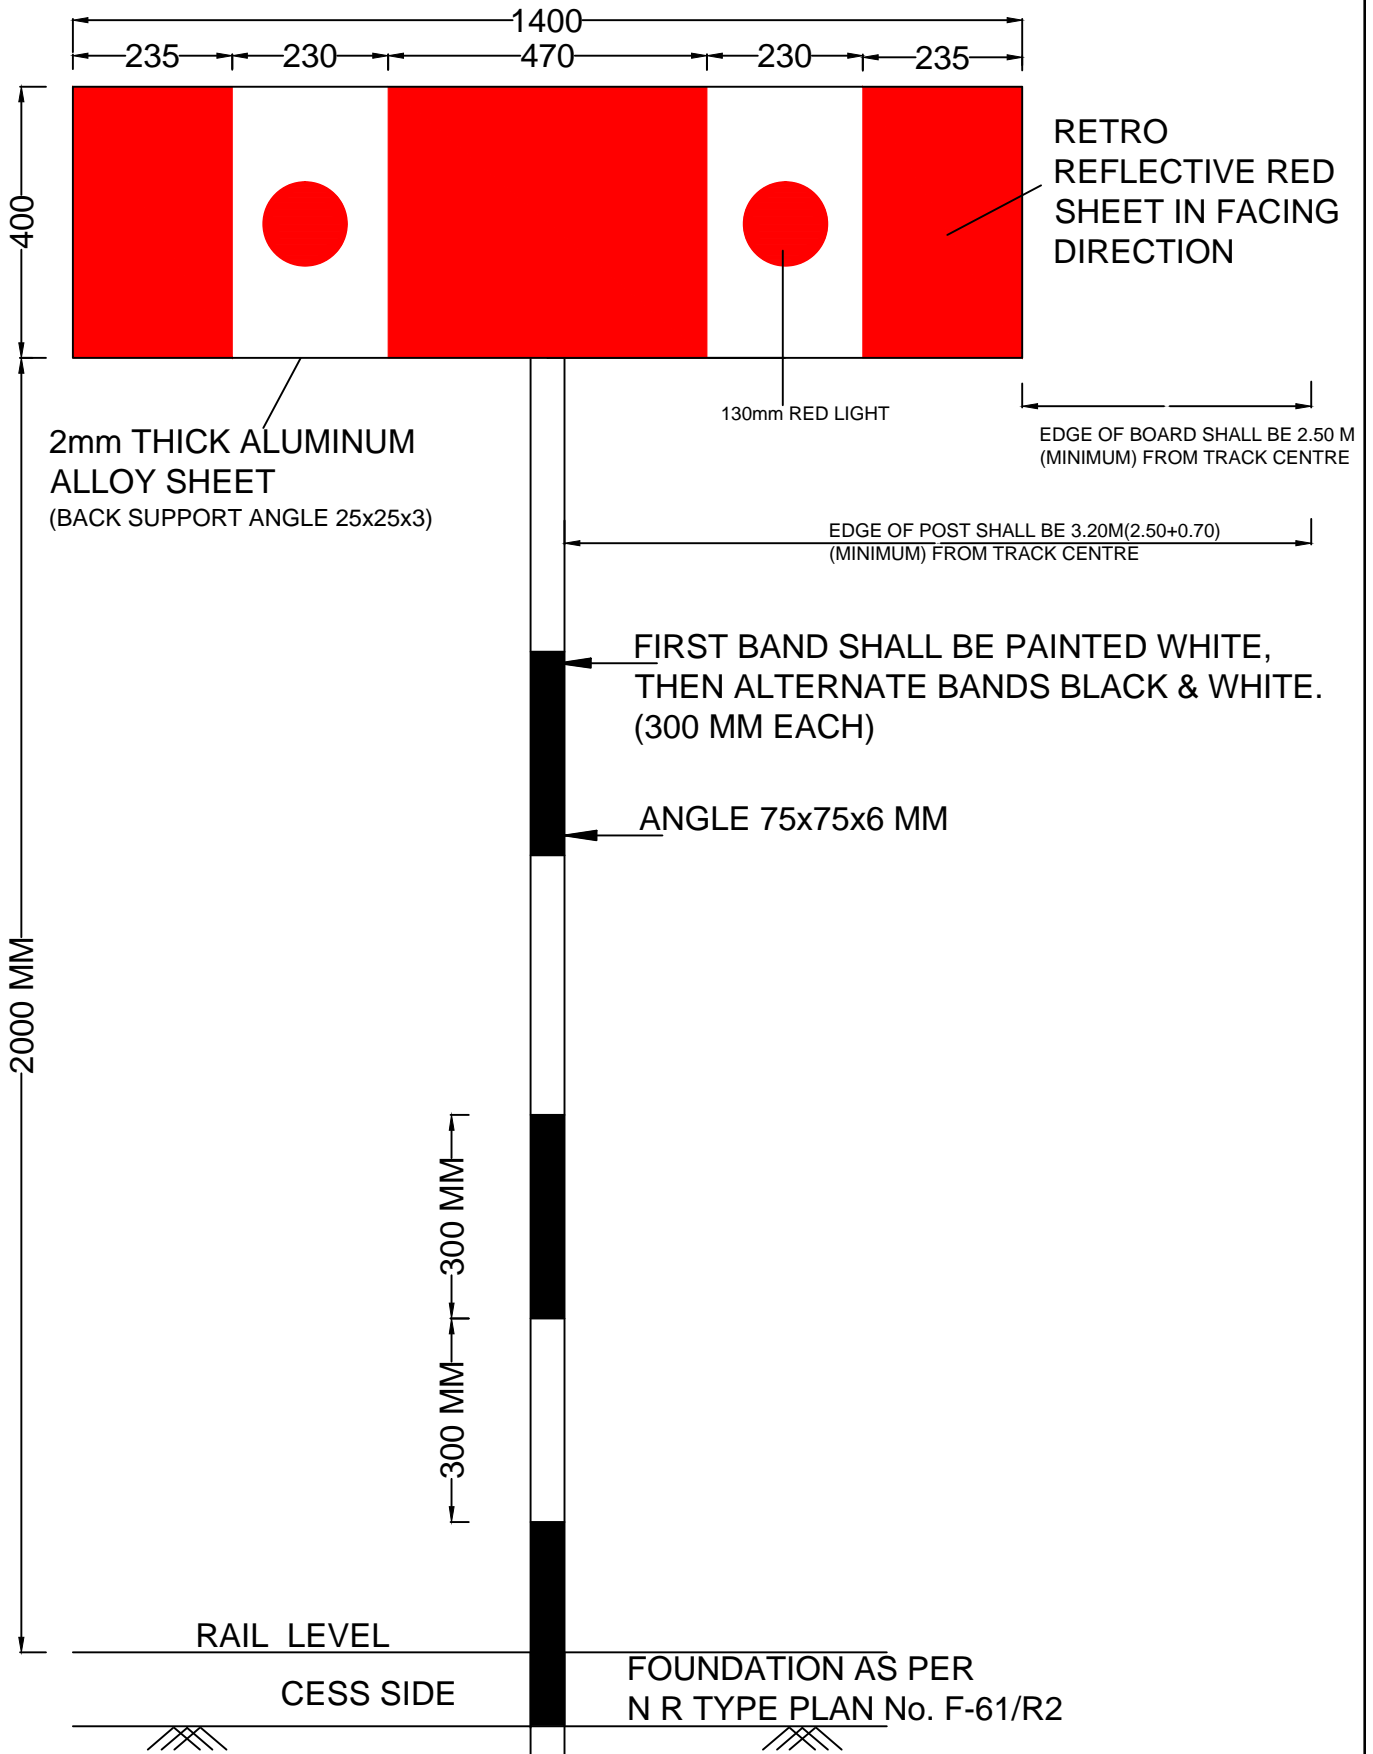 1400
235 230 470 230 235
400
RETRO
REFLECTIVE RED
SHEET IN FACING
DIRECTION
130mm RED LIGHT
2mm THICK ALUMINUM
ALLOY SHEET
(BACK SUPPORT ANGLE 25x25x3)
EDGE OF BOARD SHALL BE 2.50 M
(MINIMUM) FROM TRACK CENTRE
EDGE OF POST SHALL BE 3.20M(2.50+0.70)
(MINIMUM) FROM TRACK CENTRE
FIRST BAND SHALL BE PAINTED WHITE,
THEN ALTERNATE BANDS BLACK & WHITE.
(300 MM EACH)
ANGLE 75x75x6 MM
2000 MM
300 MM
300 MM
RAIL LEVEL
CESS SIDE
FOUNDATION AS PER
N R TYPE PLAN No. F-61/R2